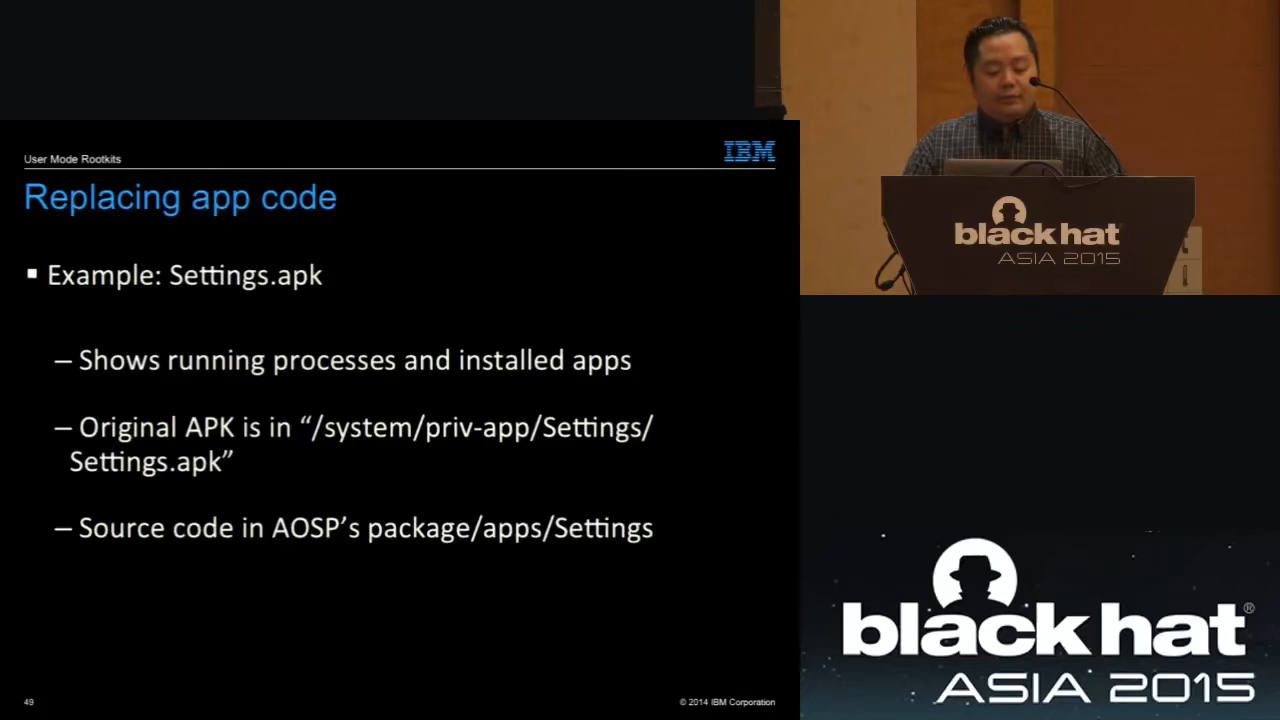 User Mode Rootkits
IBM
Replacing app code
▪ Example: Settings.apk
– Shows running processes and installed apps
– Original APK is in “/system/priv-app/Settings/
Settings.apk”
– Source code in AOSP’s package/apps/Settings
49
© 2014 IBM Corporation
black hat
ASIA 2015
black hat®
ASIA 2015